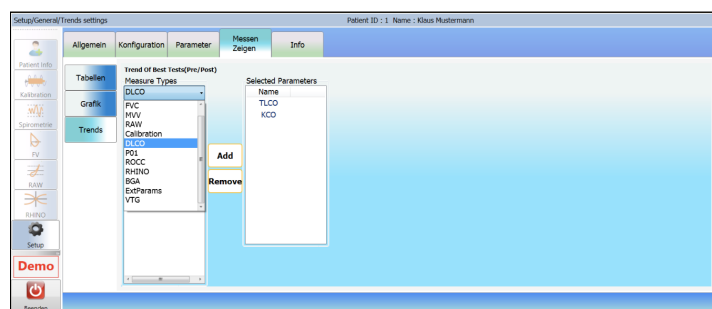 Setup/General/Trends settings
Patient ID : 1 Name : Klaus Mustermann
Allgemein
Konfiguration
Parameter
Messen
Zeigen
Info
Patient Info
Kalibration
Spirometrie
FV
RAW
RHINO
Setup
Demo
Beenden
Tabellen
Grafik
Trends
Trend Of Best Tests(Pre/Post)
Measure Types
DLCO
FVC
MVV
RAW
Calibration
DLCO
P01
ROCC
RHINO
BGA
ExtParams
VTG
Add
Remove
Selected Parameters
Name
TLCO
KCO